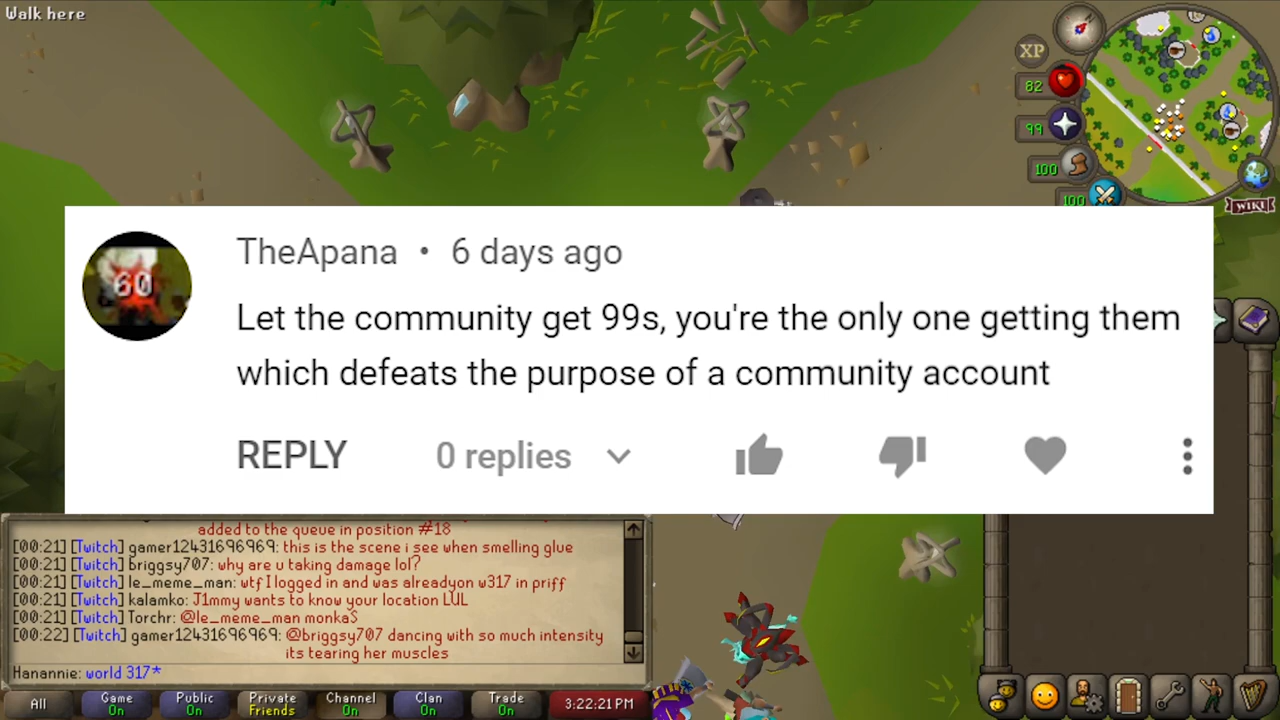 Walk here
XP
82
99
100
100
WIKI
60
TheApana • 6 days ago
Let the community get 99s, you're the only one getting them
which defeats the purpose of a community account
REPLY 0 replies
added to the queue in position #18
[00:21] [Twitch] gamer12431696969: this is the scene i see when smelling glue
[00:21] [Twitch] briggsy707: why are u taking damage lol?
[00:21] [Twitch] le_meme_man: wtf I logged in and was alreadyon w317 in priff
[00:21] [Twitch] kalamko: J1mmy wants to know your location LUL
[00:21] [Twitch] Torchr: @le_meme_man monkaS
[00:22] [Twitch] gamer12431696969: @briggsy707 dancing with so much intensity
its tearing her muscles
Hanannie: world 317*
All Game On Public On Private Friends Channel On Clan On Trade On 3:22:21 PM